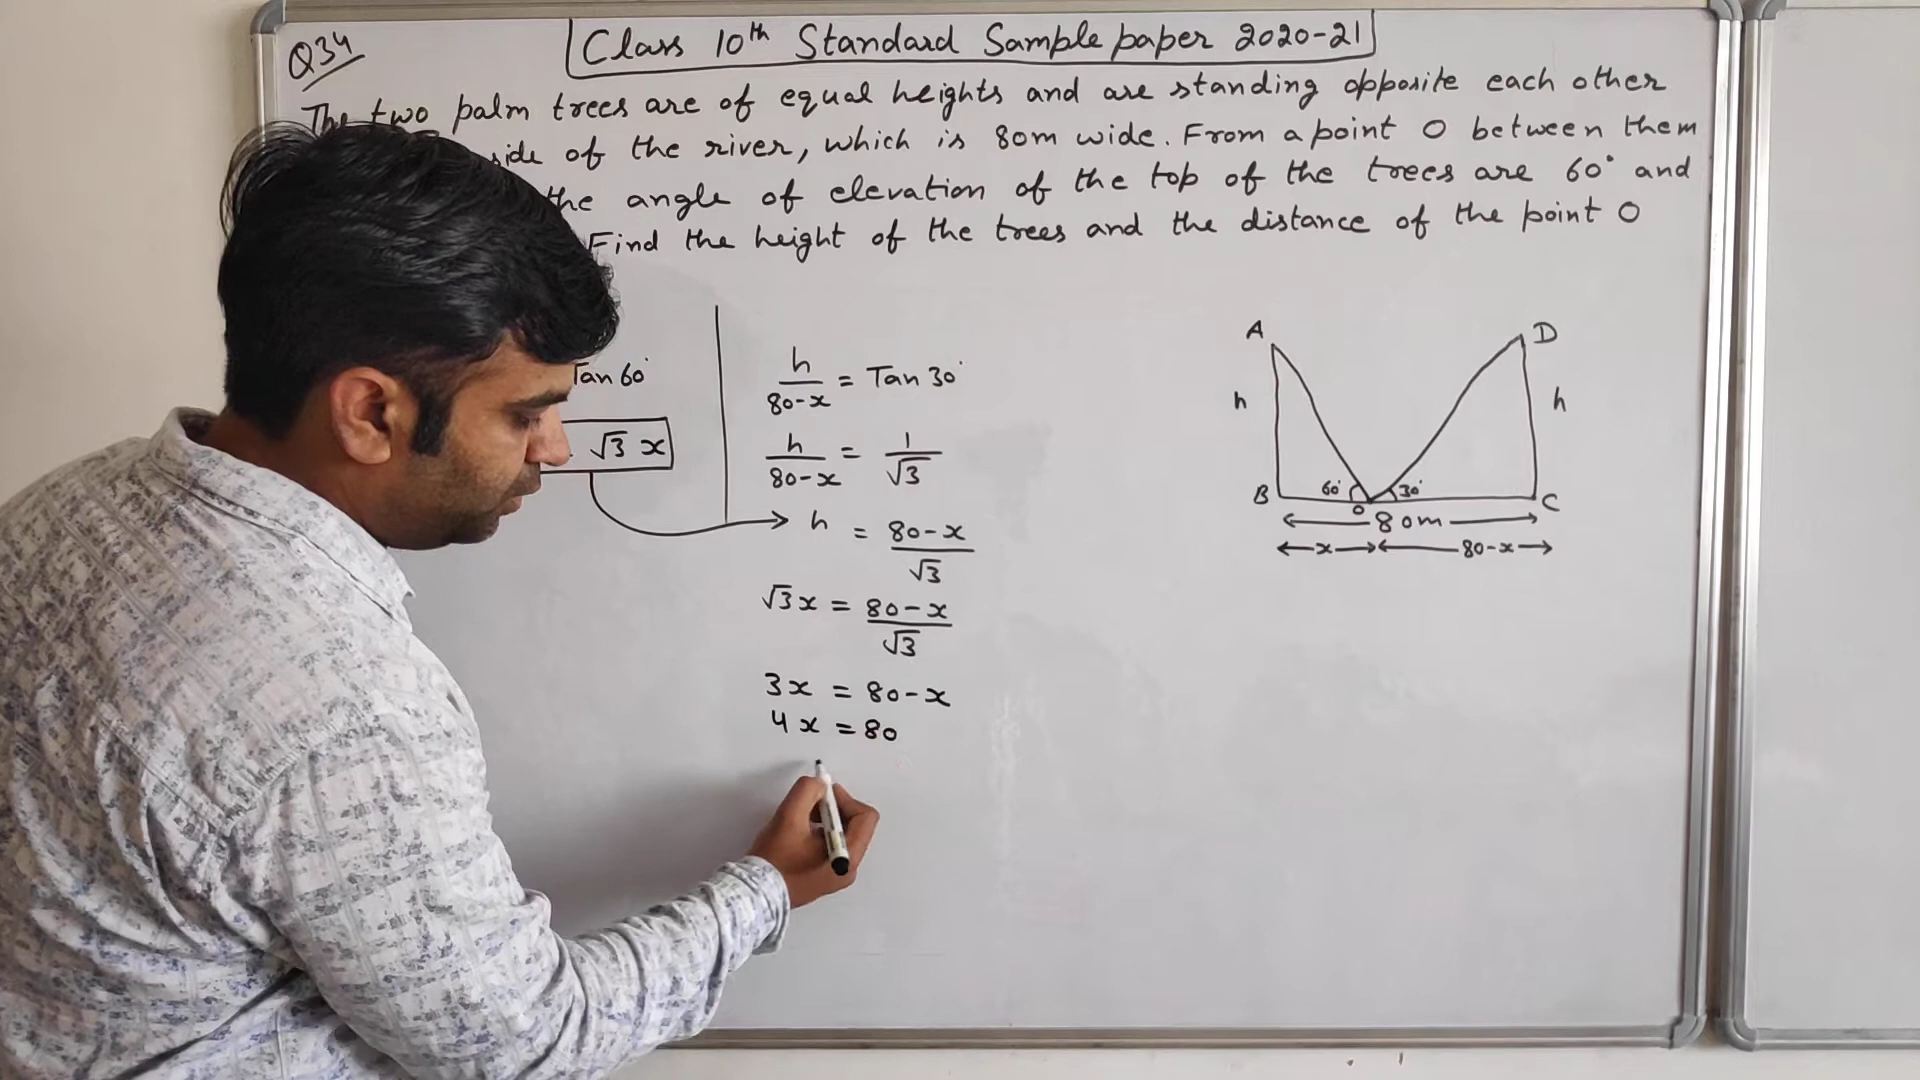 Q34
Class 10th Standard Sample paper 2020-21
The two palm trees are of equal heights and are standing opposite each other
side of the river, which is 80m wide. From a point O between them
the angle of elevation of the top of the trees are 60° and
Find the height of the trees and the distance of the point O
Tan 60°
√3 x
h/80-x = Tan 30°
h/80-x = 1/√3
h = 80-x/√3
√3x = 80-x/√3
3x = 80-x
4x = 80
A
D
h
h
B
60°
30°
C
O
80m
x
80-x